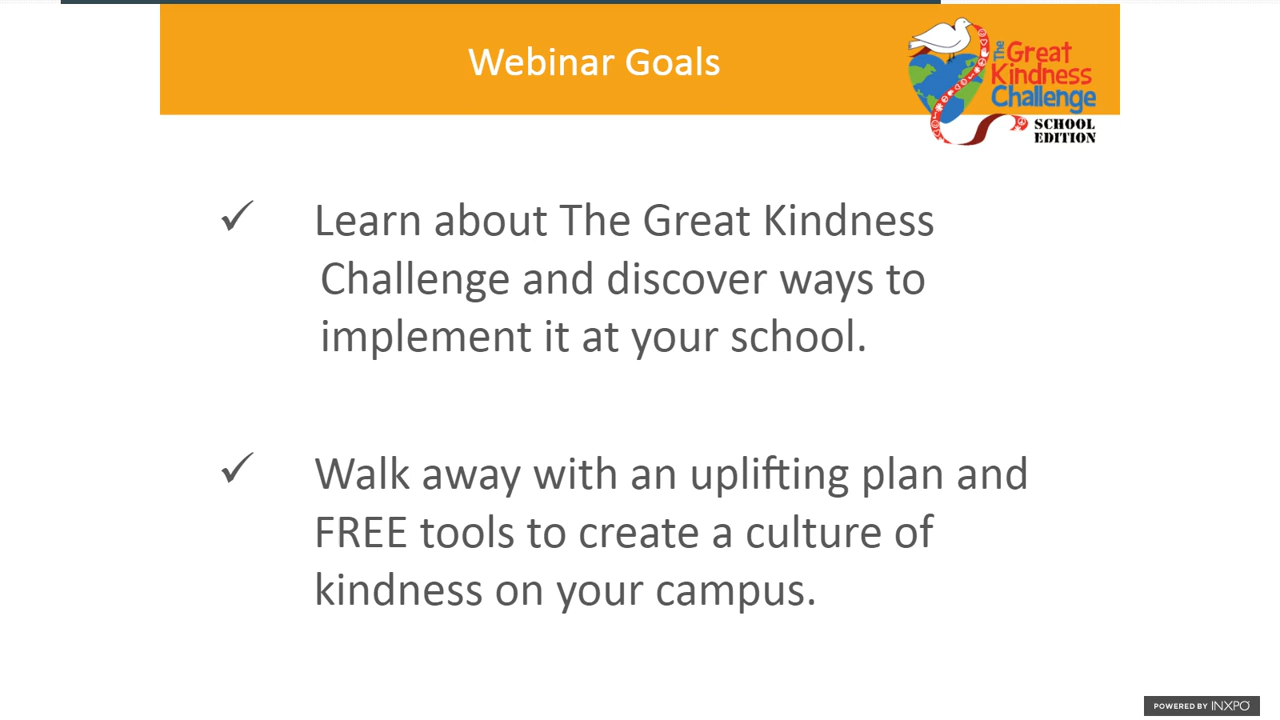 Webinar Goals
The
Great
Kindness
Challenge
SCHOOL
EDITION
✓ Learn about The Great Kindness
Challenge and discover ways to
implement it at your school.
✓ Walk away with an uplifting plan and
FREE tools to create a culture of
kindness on your campus.
POWERED BY INXPO